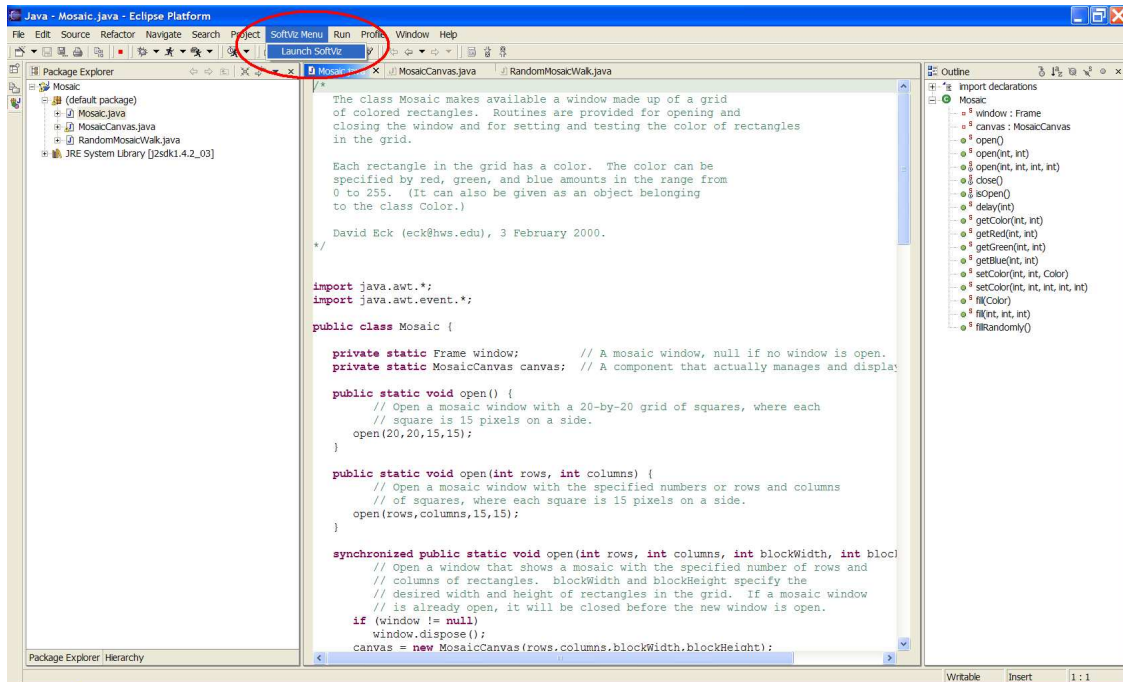 Java - Mosaic.java - Eclipse Platform
File Edit Source Refactor Navigate Search Project SoftViz Menu Run Profile Window Help
Launch SoftViz
Package Explorer
Mosaic
(default package)
Mosaic.java
MosaicCanvas.java
RandomMosaicWalk.java
JRE System Library [j2sdk1.4.2_03]
Package Explorer Hierarchy
MosaicCanvas.java RandomMosaicWalk.java
/*
The class Mosaic makes available a window made up of a grid
of colored rectangles. Routines are provided for opening and
closing the window and for setting and testing the color of rectangles
in the grid.
Each rectangle in the grid has a color. The color can be
specified by red, green, and blue amounts in the range from
0 to 255. (It can also be given as an object belonging
to the class Color.)
David Eck (eck@hws.edu), 3 February 2000.
*/
import java.awt.*;
import java.awt.event.*;
public class Mosaic {
private static Frame window; // A mosaic window, null if no window is open.
private static MosaicCanvas canvas; // A component that actually manages and display
public static void open() {
// Open a mosaic window with a 20-by-20 grid of squares, where each
// square is 15 pixels on a side.
open(20,20,15,15);
}
public static void open(int rows, int columns) {
// Open a mosaic window with the specified numbers or rows and columns
// of squares, where each square is 15 pixels on a side.
open(rows,columns,15,15);
}
synchronized public static void open(int rows, int columns, int blockWidth, int block
// Open a window that shows a mosaic with the specified number of rows and
// columns of rectangles. blockWidth and blockHeight specify the
// desired width and height of rectangles in the grid. If a mosaic window
// is already open, it will be closed before the new window is open.
if (window != null)
window.dispose();
canvas = new MosaicCanvas(rows,columns,blockWidth,blockHeight);
Outline
import declarations
Mosaic
window : Frame
canvas : MosaicCanvas
open()
open(int, int)
open(int, int, int, int)
close()
isOpen()
delay(int)
getColor(int, int)
getRed(int, int)
getGreen(int, int)
getBlue(int, int)
setColor(int, int, Color)
setColor(int, int, int, int, int)
fill(Color)
fill(int, int, int)
fillRandomly()
Writable Insert 1 : 1